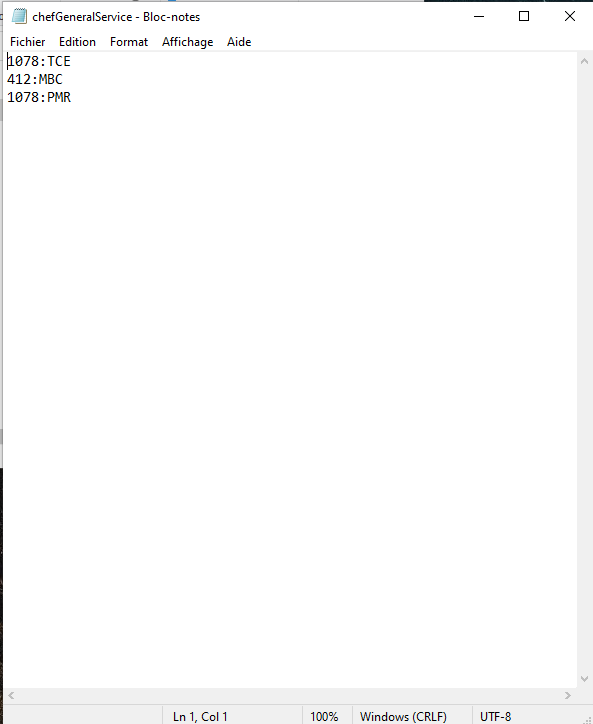 chefGeneralService - Bloc-notes
Fichier Edition Format Affichage Aide
1078:TCE
412:MBC
1078:PMR
Ln 1, Col 1 100% Windows (CRLF) UTF-8